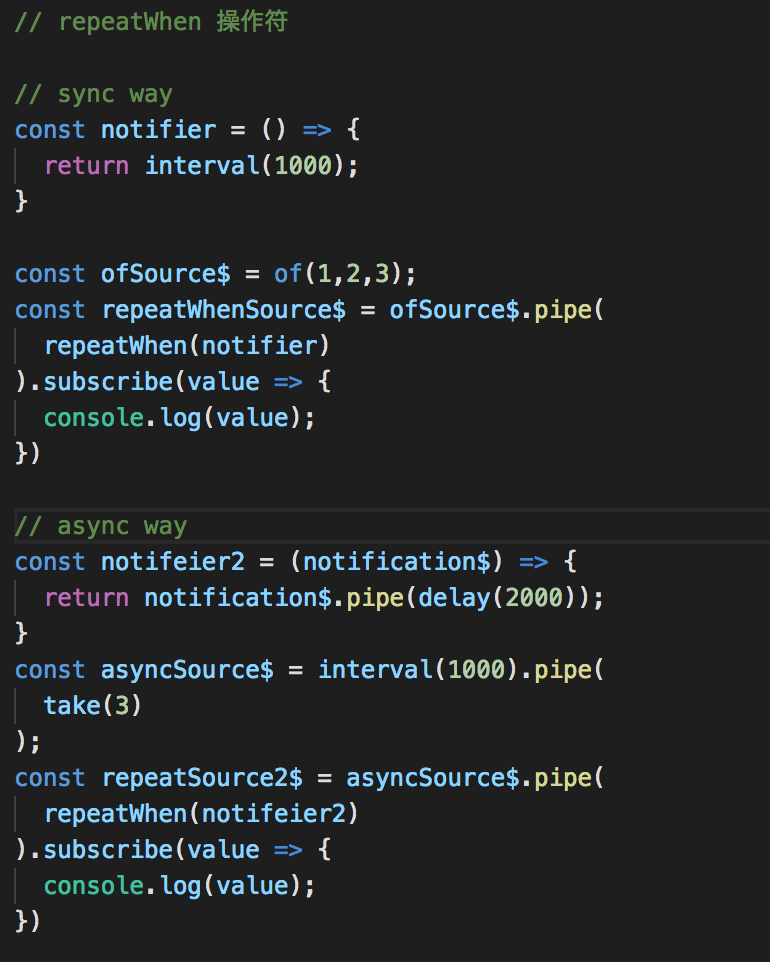 // repeatWhen 操作符
// sync way
const notifier = () => {
  return interval(1000);
}
const ofSource$ = of(1,2,3);
const repeatWhenSource$ = ofSource$.pipe(
  repeatWhen(notifier)
).subscribe(value => {
  console.log(value);
})
// async way
const notifeier2 = (notification$) => {
  return notification$.pipe(delay(2000));
}
const asyncSource$ = interval(1000).pipe(
  take(3)
);
const repeatSource2$ = asyncSource$.pipe(
  repeatWhen(notifeier2)
).subscribe(value => {
  console.log(value);
})